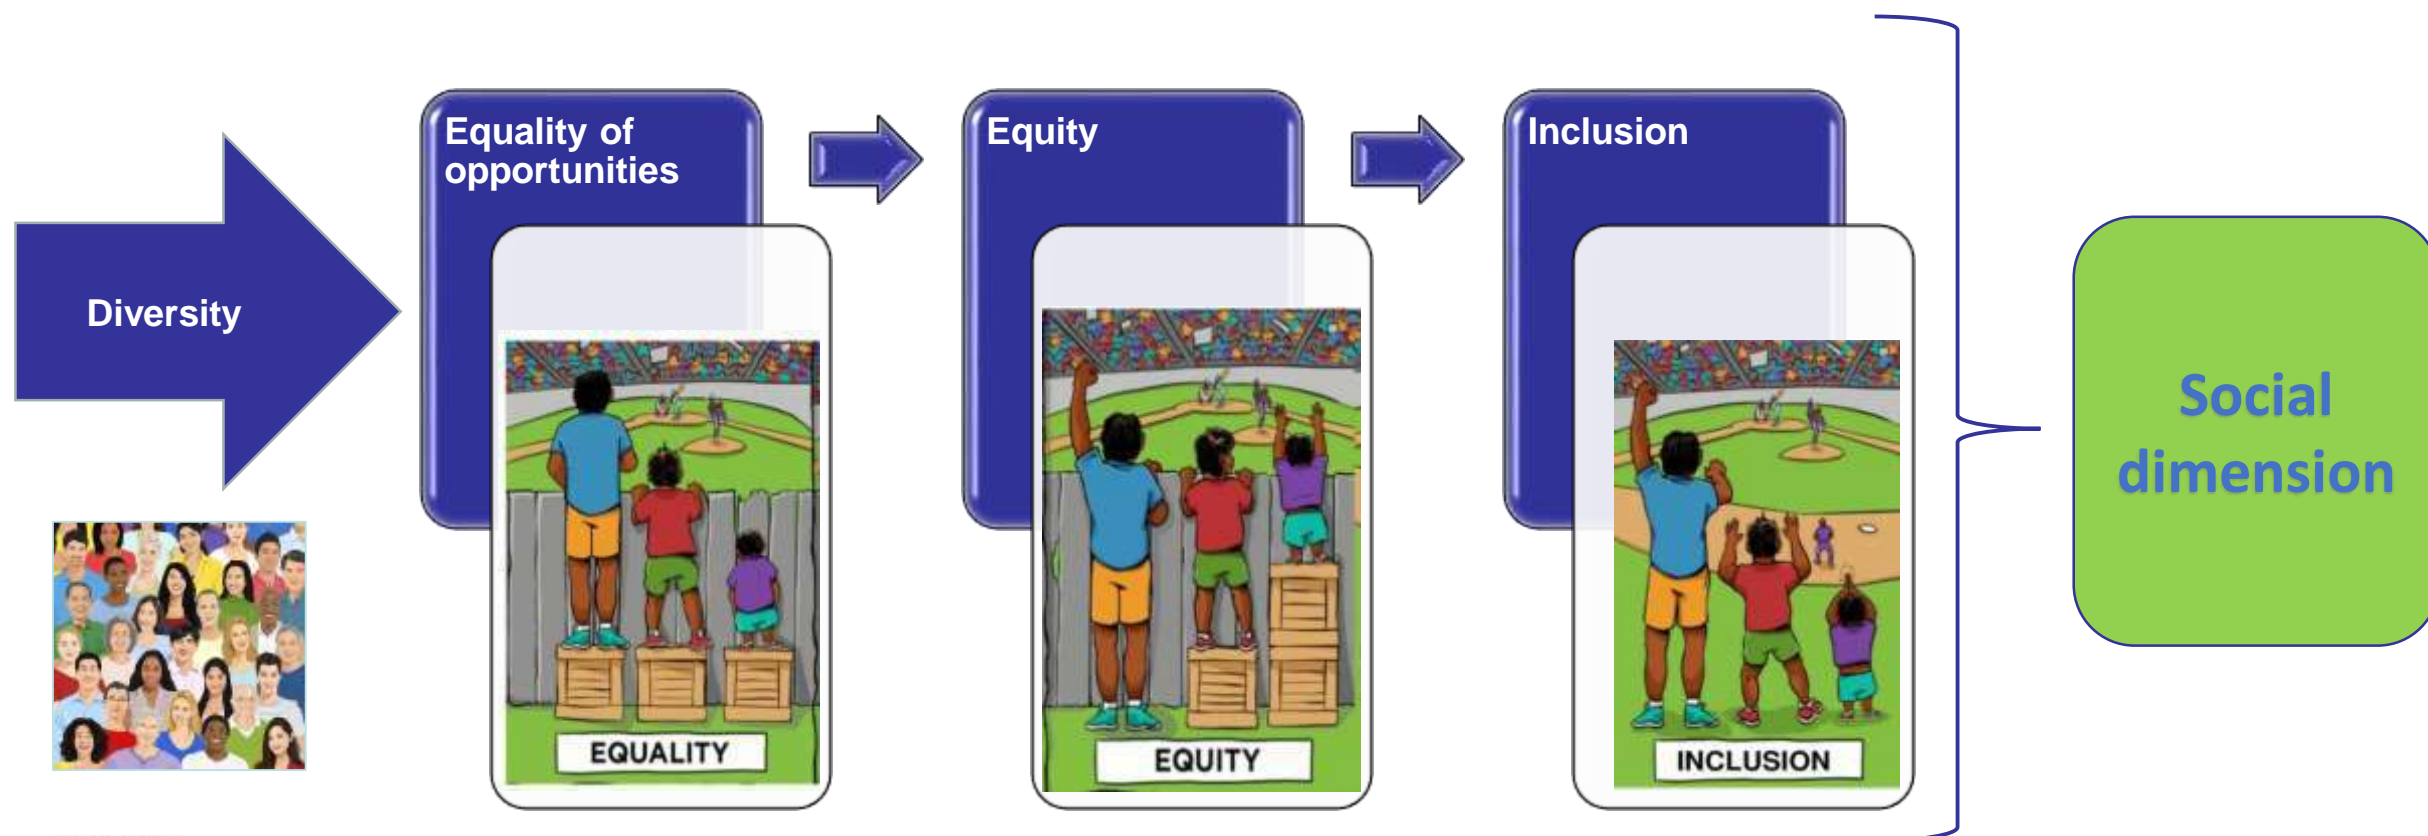 Diversity
Equality of
opportunities
EQUALITY
Equity
EQUITY
Inclusion
INCLUSION
Social
dimension